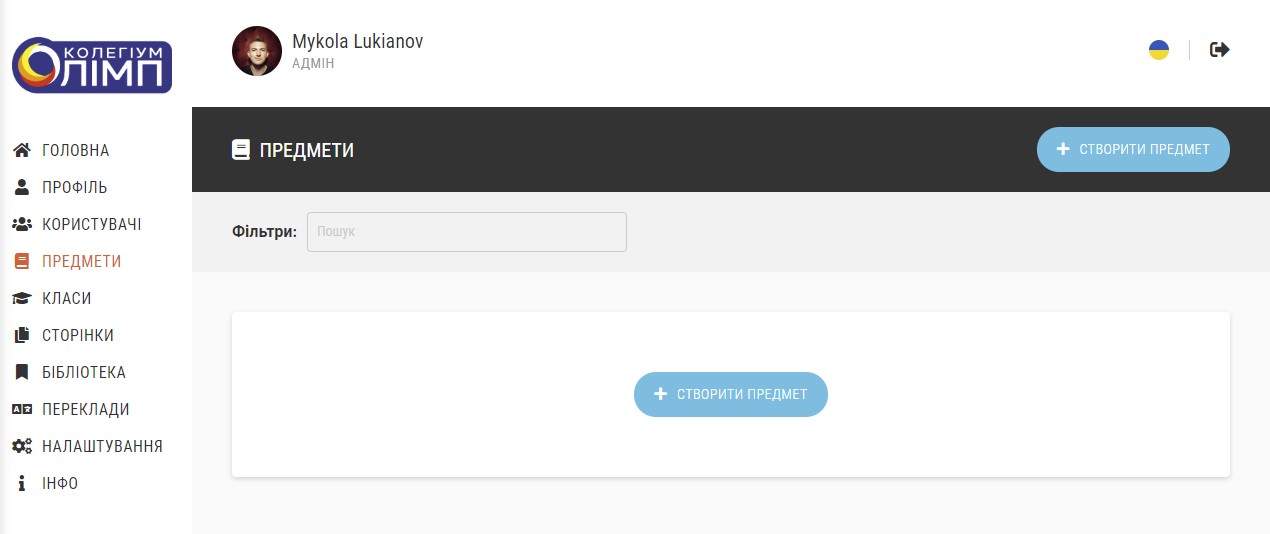 КОЛЕГІУМ
ОЛІМП
Mykola Lukianov
АДМІН
ГОЛОВНА
ПРОФІЛЬ
КОРИСТУВАЧІ
ПРЕДМЕТИ
КЛАСИ
СТОРІНКИ
БІБЛІОТЕКА
ПЕРЕКЛАДИ
НАЛАШТУВАННЯ
ІНФО
ПРЕДМЕТИ
СТВОРИТИ ПРЕДМЕТ
Фільтри: Пошук
СТВОРИТИ ПРЕДМЕТ